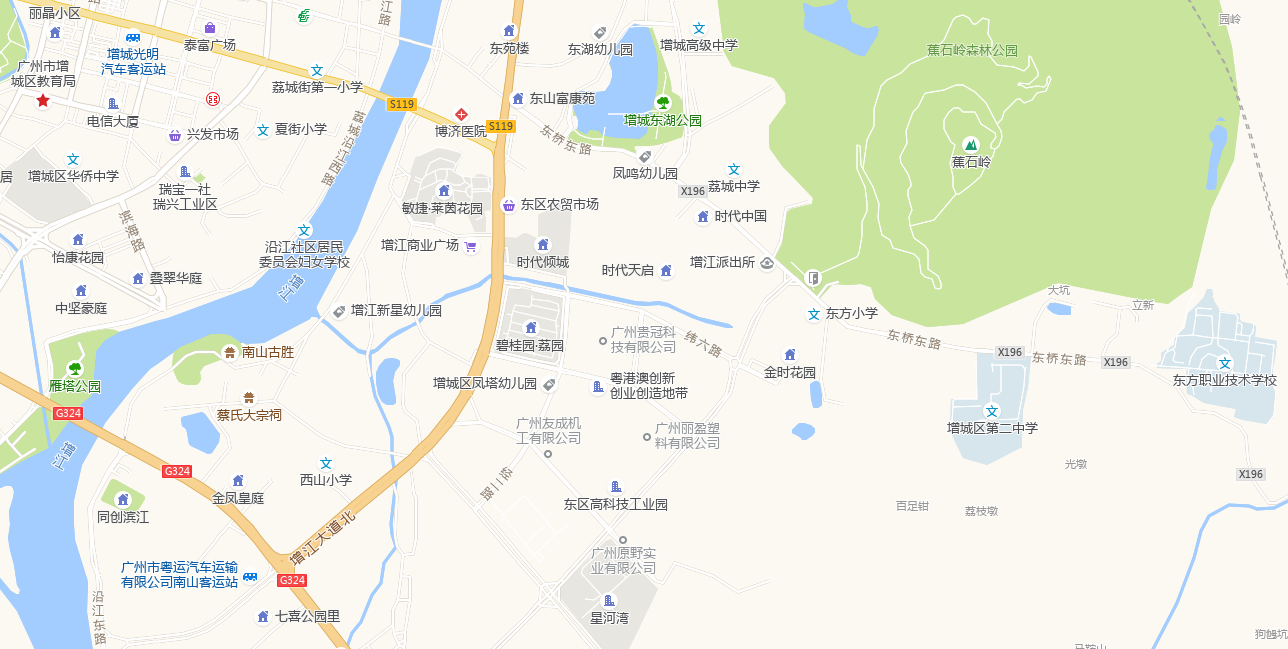 丽晶小区
江路
园岭
泰富广场
东苑楼
东湖幼儿园
增城高级中学
蕉石岭森林公园
增城光明
汽车客运站
广州市增
城区教育局
荔城街第一小学
S119
东山富康苑
增城东湖公园
电信大厦
兴发市场
夏街小学
博济医院
S119
东桥东路
荔城沿江西路
凤鸣幼儿园
蕉石岭
居
增城区华侨中学
瑞宝一社
瑞兴工业区
敏捷·莱茵花园
东区农贸市场
X196
荔城中学
时代中国
滨海路
沿江社区居民
委员会妇女学校
增江商业广场
时代倾城
时代天启
增江派出所
怡康花园
叠翠华庭
增江
中坚豪庭
增江新星幼儿园
大坑
立新
东方小学
碧桂园·荔园
广州贵冠科
技有限公司
纬六路
东桥东路
X196
东桥东路
X196
南山古胜
雁塔公园
金时花园
东方职业技术学校
增城区凤塔幼儿园
粤港澳创新
创业创造地带
G324
蔡氏大宗祠
广州友成机
工有限公司
广州丽盈塑
料有限公司
增城区第二中学
增江
G324
西山小学
光墩
X196
金凤皇庭
经二路
同创滨江
东区高科技工业园
百足钳
荔枝墩
增江大道北
广州市粤运汽车运输
有限公司南山客运站
G324
广州原野实
业有限公司
沿江东路
七喜公园里
星河湾